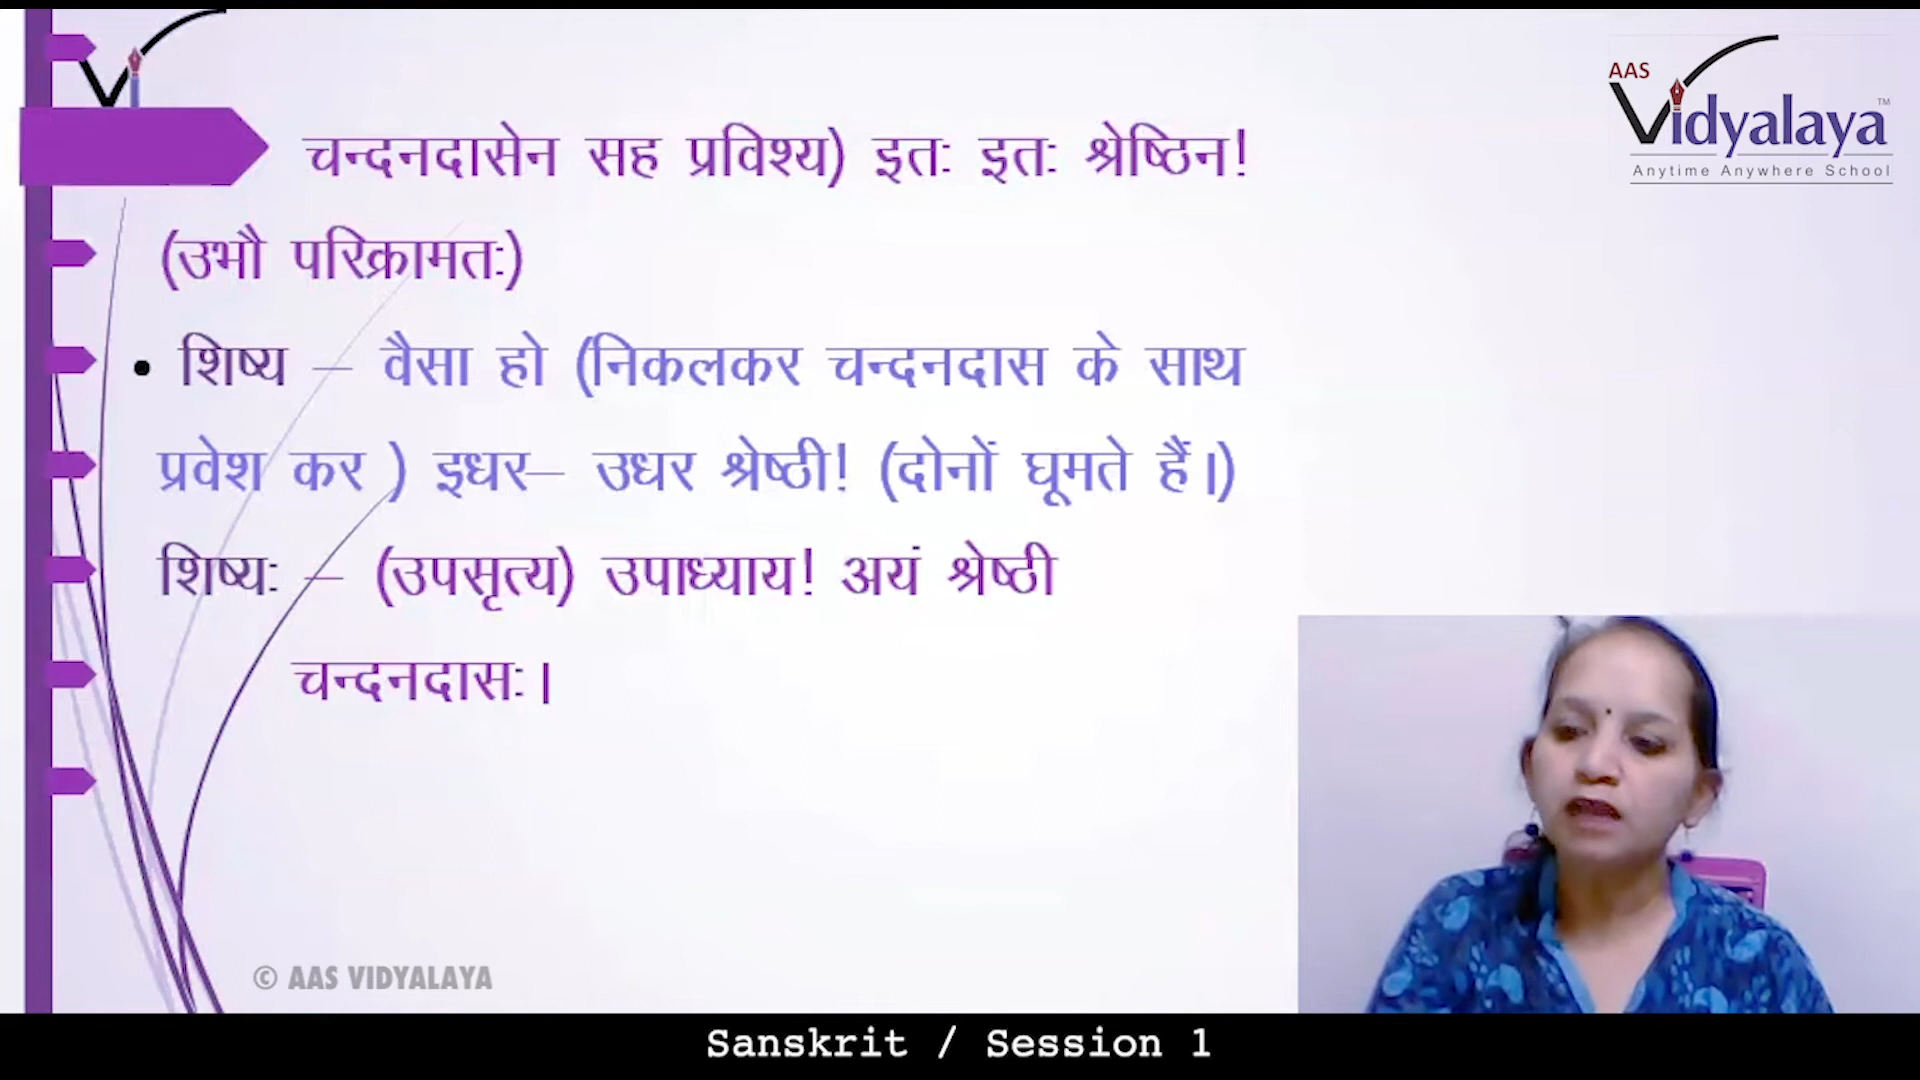 AAS
Vidyalaya™
Anytime Anywhere School
चन्दनदासेन सह प्रविश्य) इतः इतः श्रेष्ठिन!
(उभौ परिक्रामतः)
• शिष्य – वैसा हो (निकलकर चन्दनदास के साथ
प्रवेश कर ) इधर– उधर श्रेष्ठी! (दोनों घूमते हैं।)
शिष्यः – (उपसृत्य) उपाध्याय! अयं श्रेष्ठी
चन्दनदासः।
© AAS VIDYALAYA
Sanskrit / Session 1